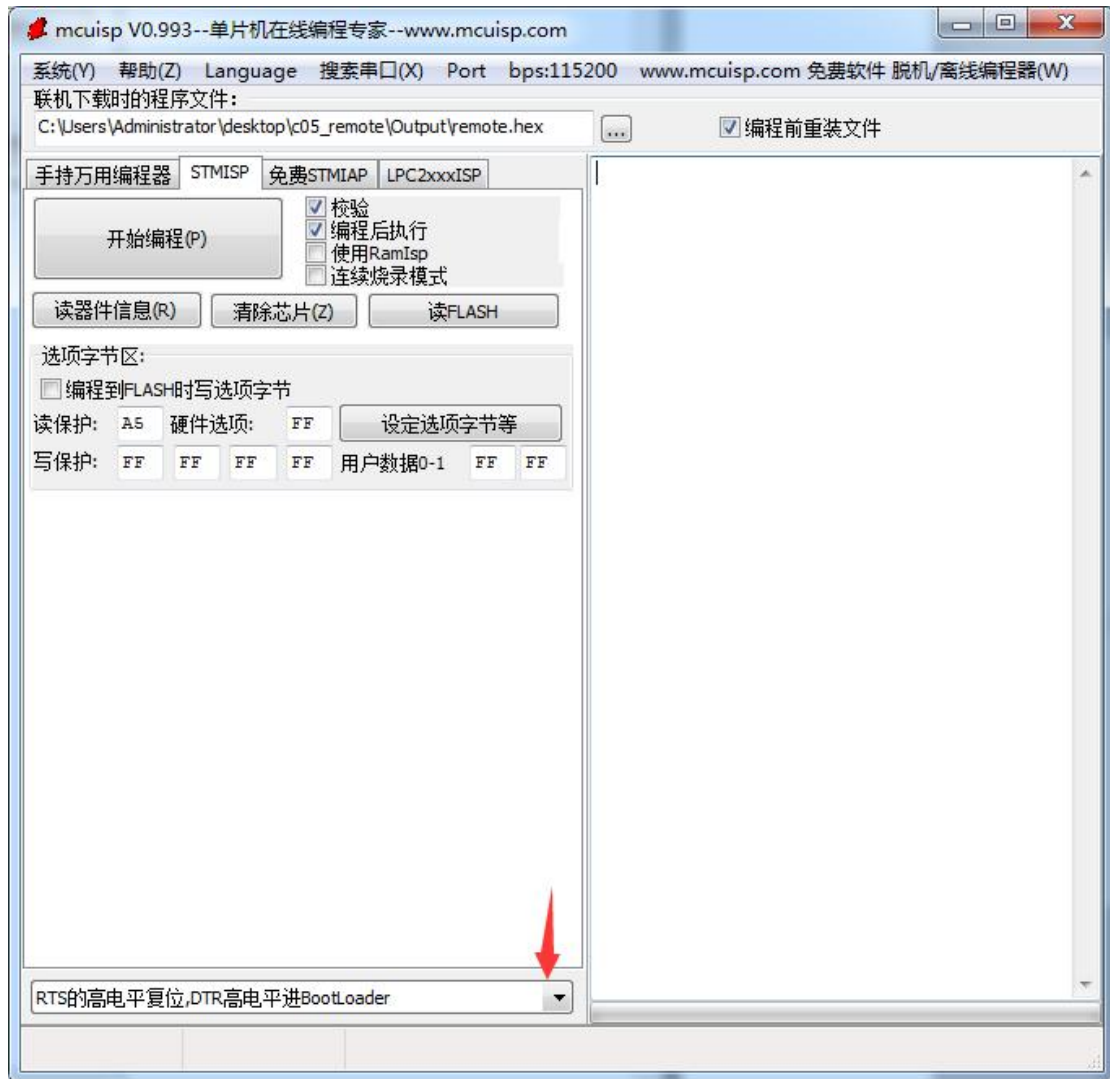 mcuisp V0.993--单片机在线编程专家--www.mcuisp.com
系统(Y) 帮助(Z) Language 搜索串口(X) Port bps:115200 www.mcuisp.com 免费软件 脱机/离线编程器(W)
联机下载时的程序文件：
C:\Users\Administrator\desktop\c05_remote\Output\remote.hex ... 编程前重装文件
手持万用编程器 STMISP 免费STMIAP LPC2xxxISP
开始编程(P)
校验
编程后执行
使用RamIsp
连续烧录模式
读器件信息(R) 清除芯片(Z) 读FLASH
选项字节区:
编程到FLASH时写选项字节
读保护: A5 硬件选项: FF 设定选项字节等
写保护: FF FF FF FF 用户数据0-1 FF FF
RTS的高电平复位,DTR高电平进BootLoader